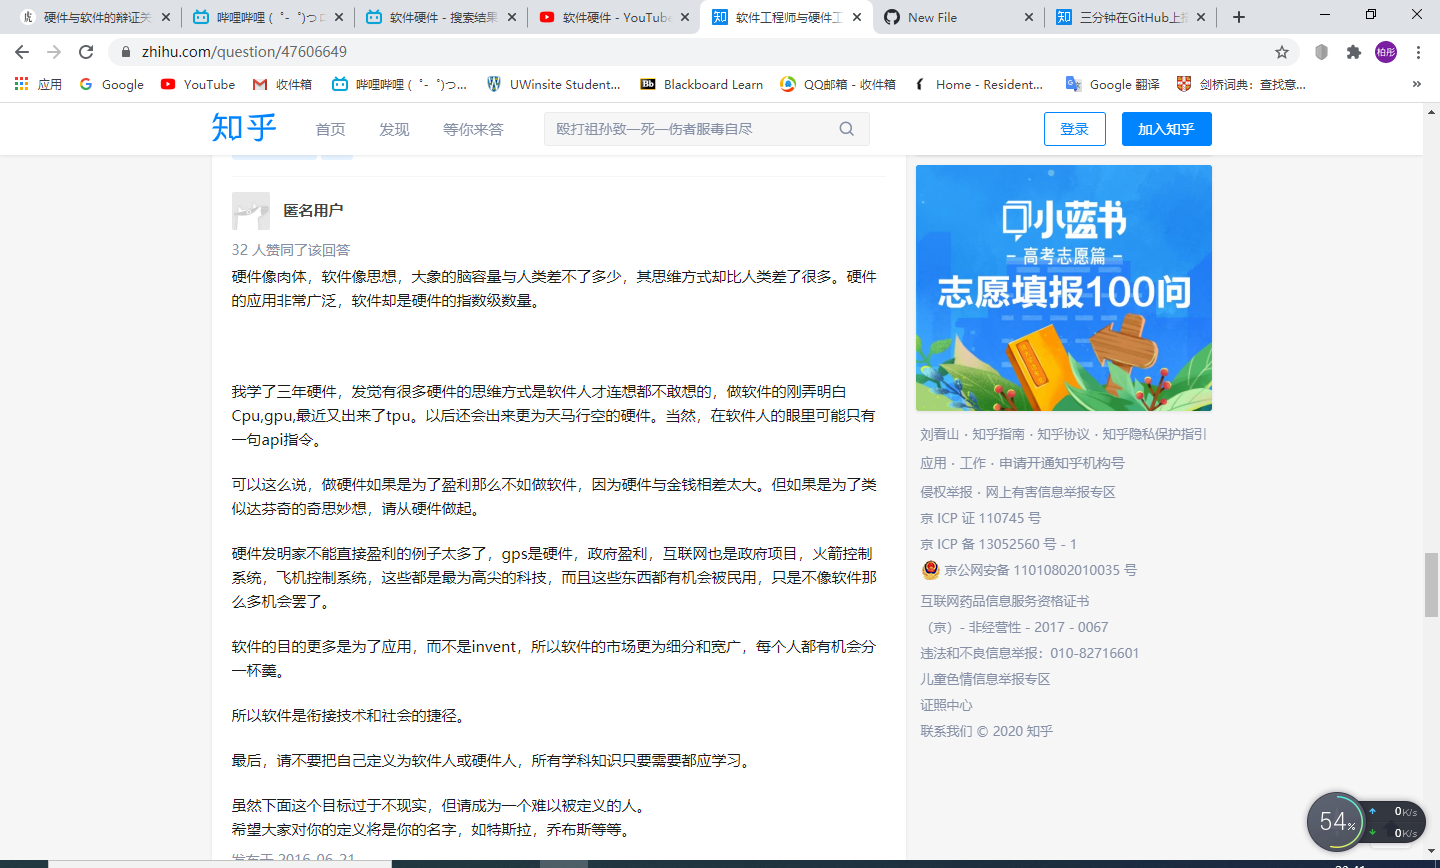 硬件与软件的辩证关
哔哩哔哩 (゜-゜)つロ
软件硬件 - 搜索结果
软件硬件 - YouTube
软件工程师与硬件工
New File
三分钟在GitHub上搭
zhihu.com/question/47606649
柏彤
应用
Google
YouTube
收件箱
哔哩哔哩 (゜-゜)つ...
UWinsite Student...
Bb
Blackboard Learn
QQ邮箱 - 收件箱
Home - Resident...
Google 翻译
剑桥词典：查找意...
知乎
首页
发现
等你来答
殴打祖孙致一死一伤者服毒自尽
登录
加入知乎
匿名用户
32 人赞同了该回答
硬件像肉体，软件像思想，大象的脑容量与人类差不了多少，其思维方式却比人类差了很多。硬件
的应用非常广泛，软件却是硬件的指数级数量。
我学了三年硬件，发觉有很多硬件的思维方式是软件人才连想都不敢想的，做软件的刚弄明白
Cpu,gpu,最近又出来了tpu。以后还会出来更为天马行空的硬件。当然，在软件人的眼里可能只有
一句api指令。
可以这么说，做硬件如果是为了盈利那么不如做软件，因为硬件与金钱相差太大。但如果是为了类
似达芬奇的奇思妙想，请从硬件做起。
硬件发明家不能直接盈利的例子太多了，gps是硬件，政府盈利，互联网也是政府项目，火箭控制
系统，飞机控制系统，这些都是最为高尖的科技，而且这些东西都有机会被民用，只是不像软件那
么多机会罢了。
软件的目的更多是为了应用，而不是invent，所以软件的市场更为细分和宽广，每个人都有机会分
一杯羹。
所以软件是衔接技术和社会的捷径。
最后，请不要把自己定义为软件人或硬件人，所有学科知识只要需要都应学习。
虽然下面这个目标过于不现实，但请成为一个难以被定义的人。
希望大家对你的定义将是你的名字，如特斯拉，乔布斯等等。
发布于 2016-06-21
小蓝书
– 高考志愿篇 –
志愿填报100问
刘看山 · 知乎指南 · 知乎协议 · 知乎隐私保护指引
应用 · 工作 · 申请开通知乎机构号
侵权举报 · 网上有害信息举报专区
京 ICP 证 110745 号
京 ICP 备 13052560 号 - 1
京公网安备 11010802010035 号
互联网药品信息服务资格证书
（京）- 非经营性 - 2017 - 0067
违法和不良信息举报：010-82716601
儿童色情信息举报专区
证照中心
联系我们 © 2020 知乎
54%
0K/s
0K/s